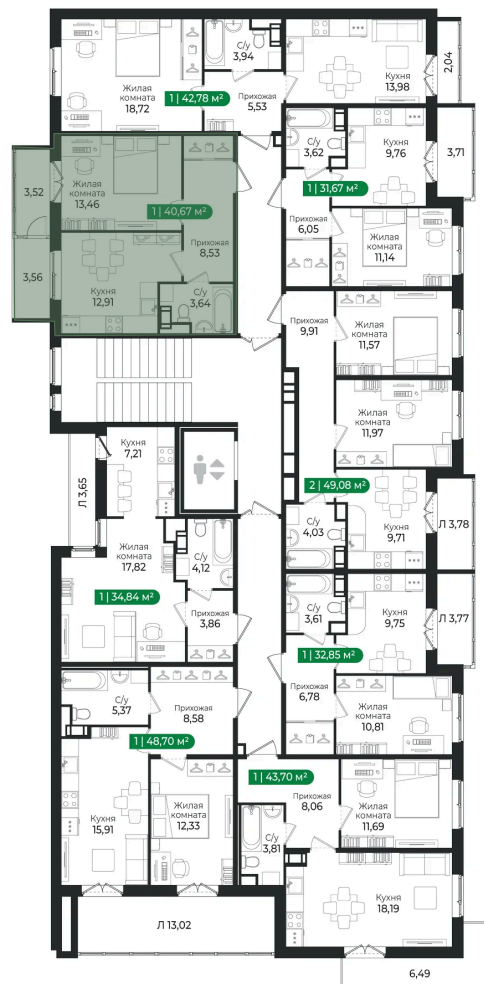 С/у
3,94
Жилая
комната
18,72
1 | 42,78 м²
Прихожая
5,53
Кухня
13,98
2,04
С/у
3,62
Кухня
9,76
3,71
3,52
Жилая
комната
13,46
1 | 40,67 м²
1 | 31,67 м²
6,05
Жилая
комната
11,14
Прихожая
8,53
3,56
Кухня
12,91
С/у
3,64
Прихожая
9,91
Жилая
комната
11,57
Жилая
комната
11,97
Кухня
7,21
Л 3,65
2 | 49,08 м²
С/у
4,03
Кухня
9,71
Л 3,78
17,82
С/у
4,12
1 | 34,84 м²
Прихожая
3,86
С/у
3,61
Кухня
9,75
Л 3,77
1 | 32,85 м²
Прихожая
6,78
С/у
5,37
Прихожая
8,58
Жилая
комната
10,81
1 | 48,70 м²
Кухня
15,91
Жилая
комната
12,33
1 | 43,70 м²
Прихожая
8,06
Жилая
комната
11,69
С/у
3,81
Кухня
18,19
Л 13,02
6,49